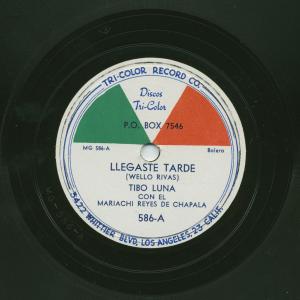 TRI-COLOR RECORD CO.
Discos
Tri-Color
P.O. BOX 7546
MG 586-A
Bolero
LLEGASTE TARDE
(WELLO RIVAS)
TIBO LUNA
CON EL
MARIACHI REYES DE CHAPALA
586-A
5422 WHITTIER BLVD, LOS ANGELES, 23 CALIF.